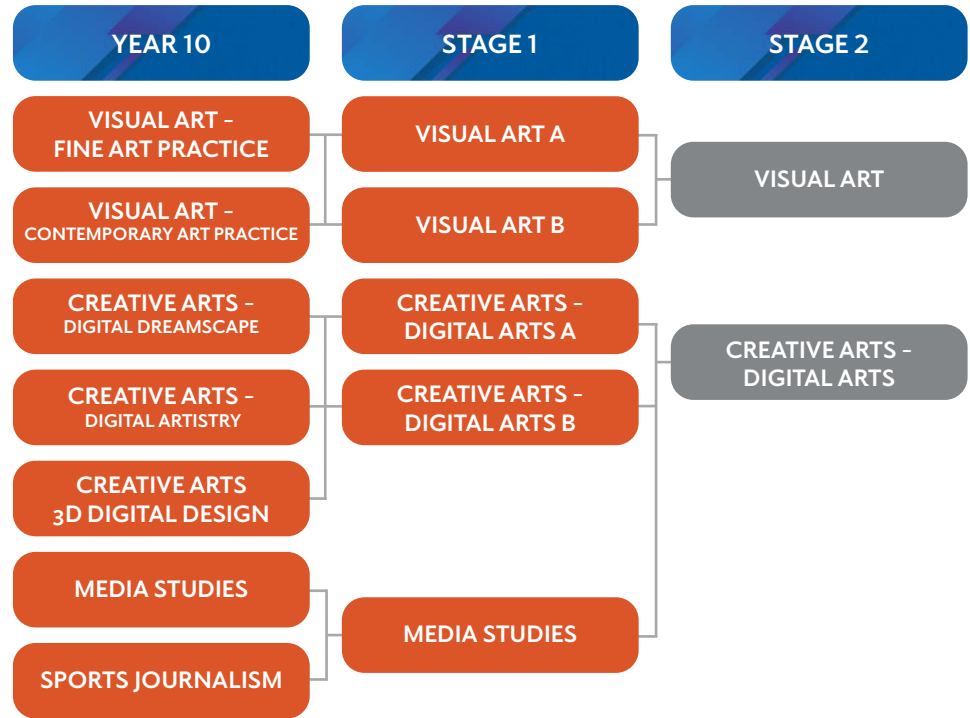 YEAR 10
STAGE 1
STAGE 2
VISUAL ART –
FINE ART PRACTICE
VISUAL ART A
VISUAL ART
VISUAL ART –
CONTEMPORARY ART PRACTICE
VISUAL ART B
CREATIVE ARTS –
DIGITAL DREAMSCAPE
CREATIVE ARTS –
DIGITAL ARTS A
CREATIVE ARTS –
DIGITAL ARTS
CREATIVE ARTS –
DIGITAL ARTISTRY
CREATIVE ARTS –
DIGITAL ARTS B
CREATIVE ARTS
3D DIGITAL DESIGN
MEDIA STUDIES
MEDIA STUDIES
SPORTS JOURNALISM